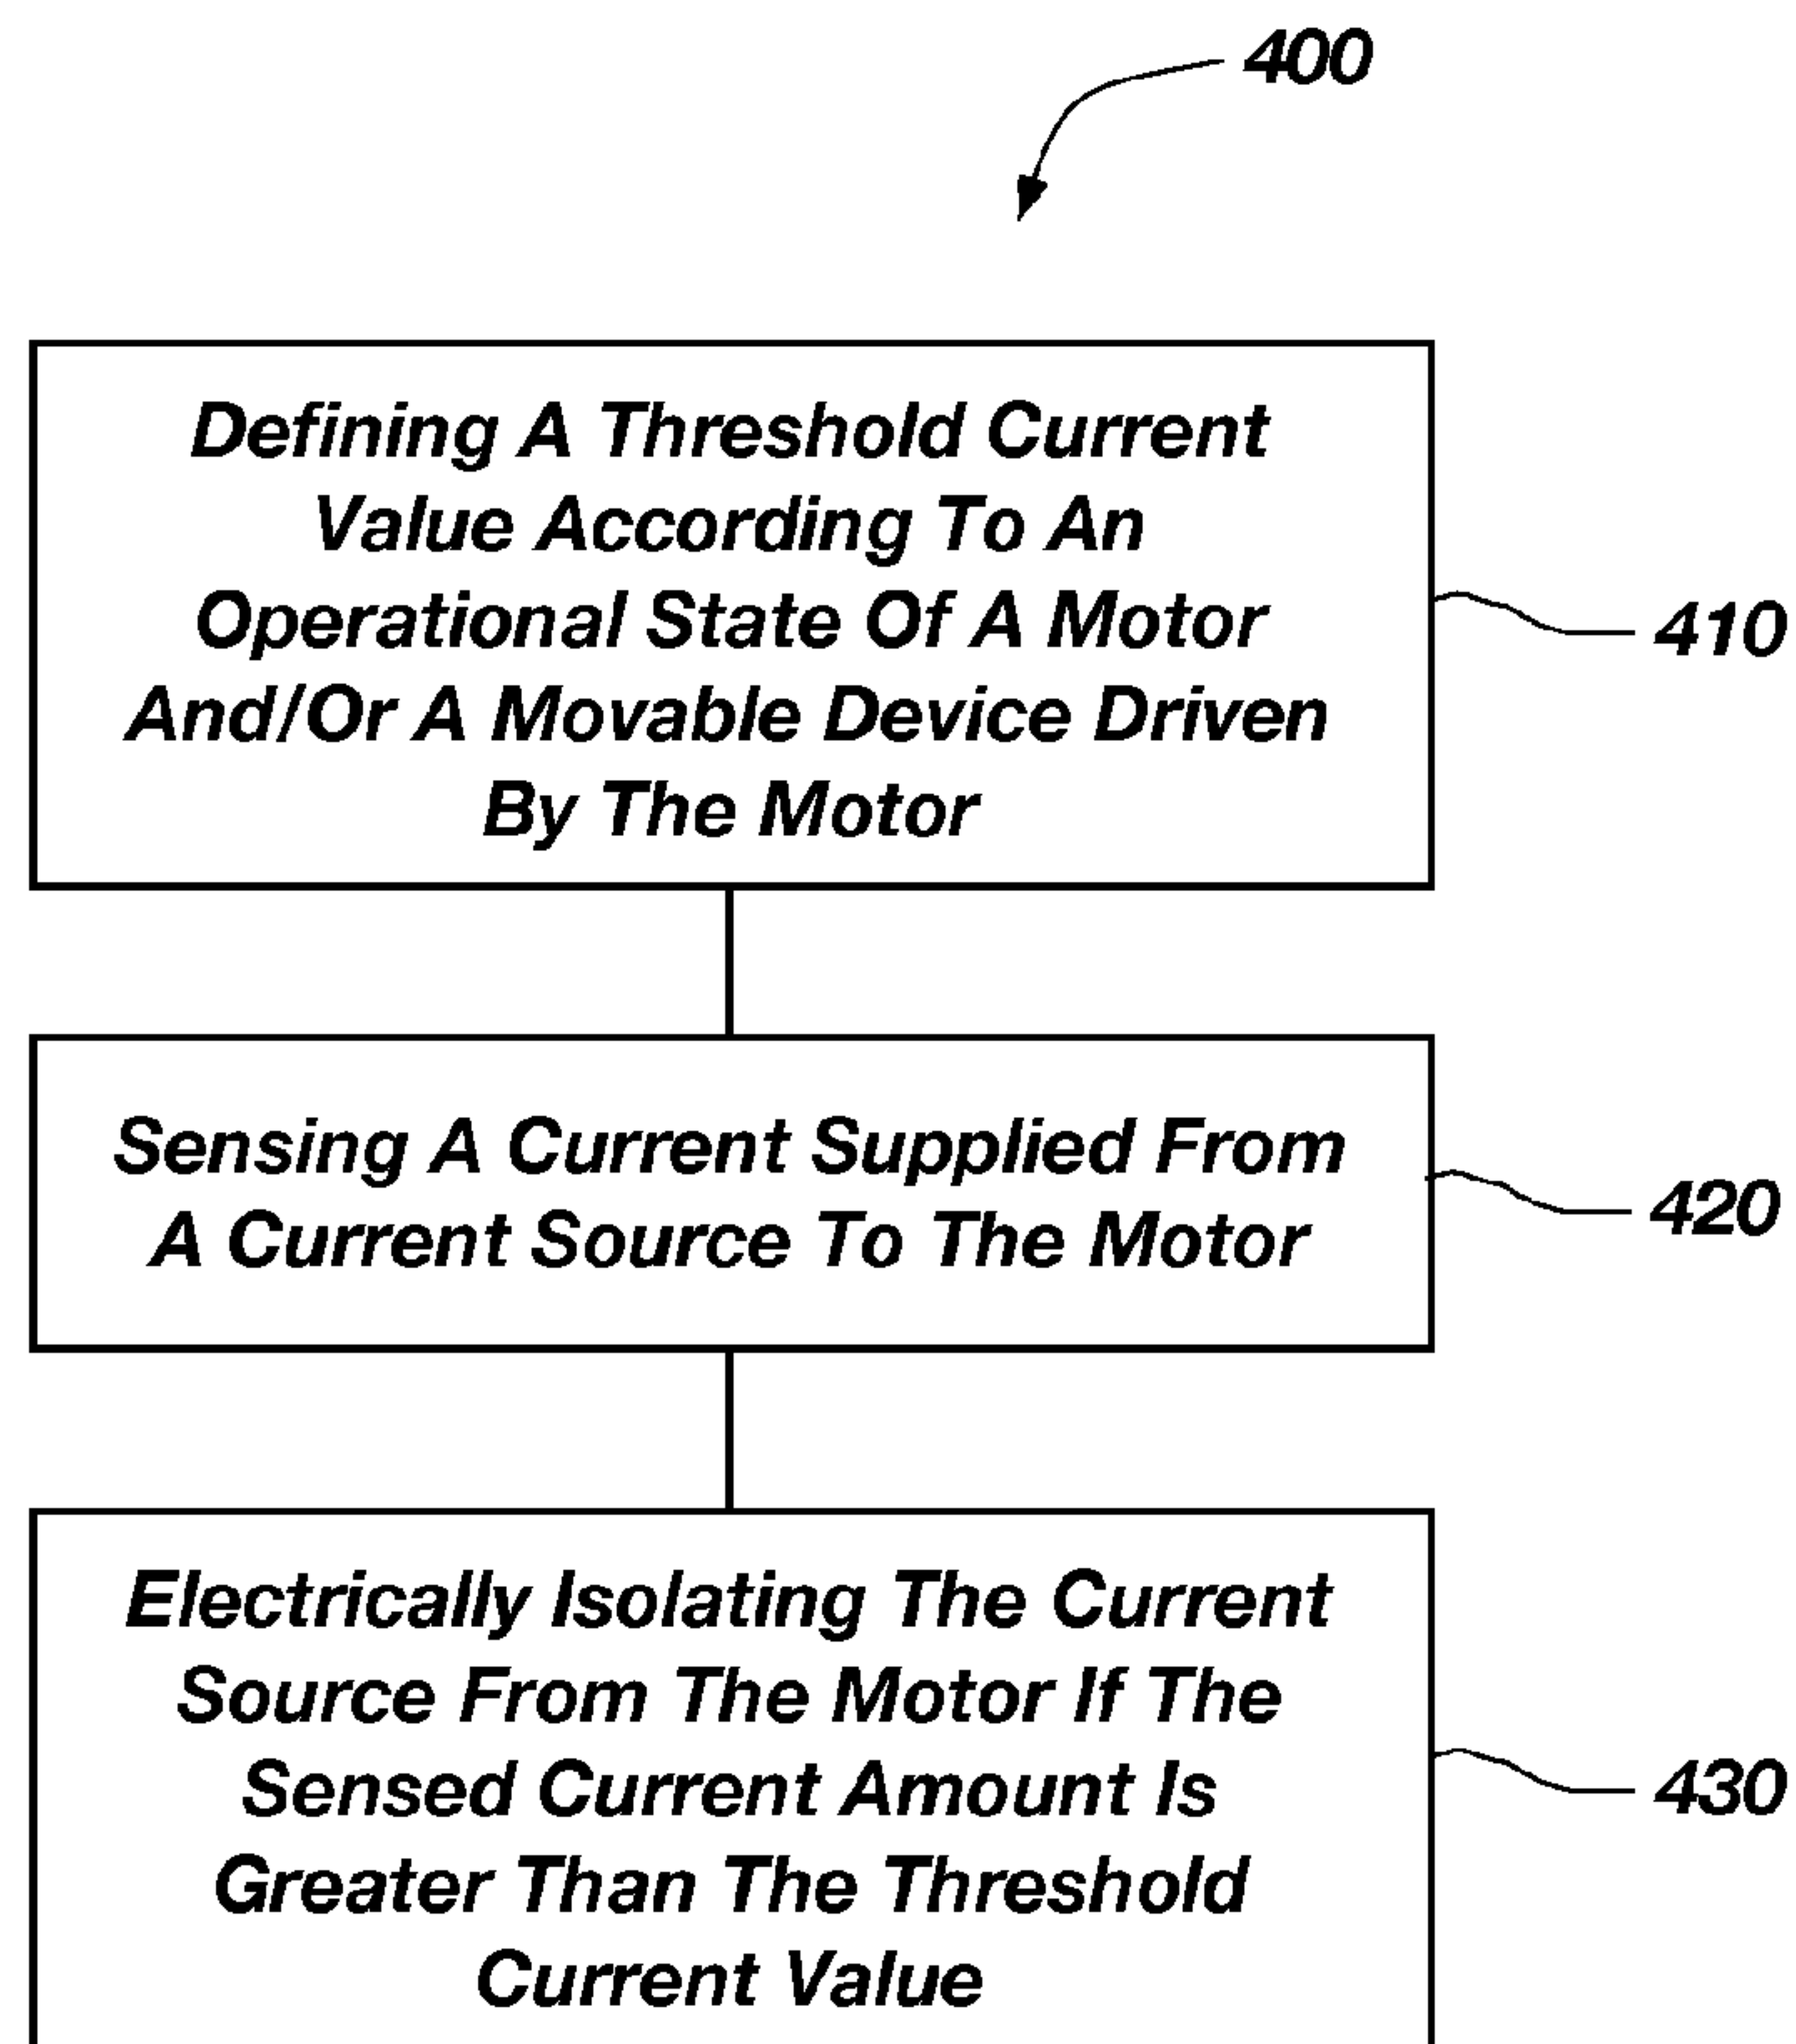 400
Defining A Threshold Current
Value According To An
Operational State Of A Motor
And/Or A Movable Device Driven
By The Motor
410
Sensing A Current Supplied From
A Current Source To The Motor
420
Electrically Isolating The Current
Source From The Motor If The
Sensed Current Amount Is
Greater Than The Threshold
Current Value
430